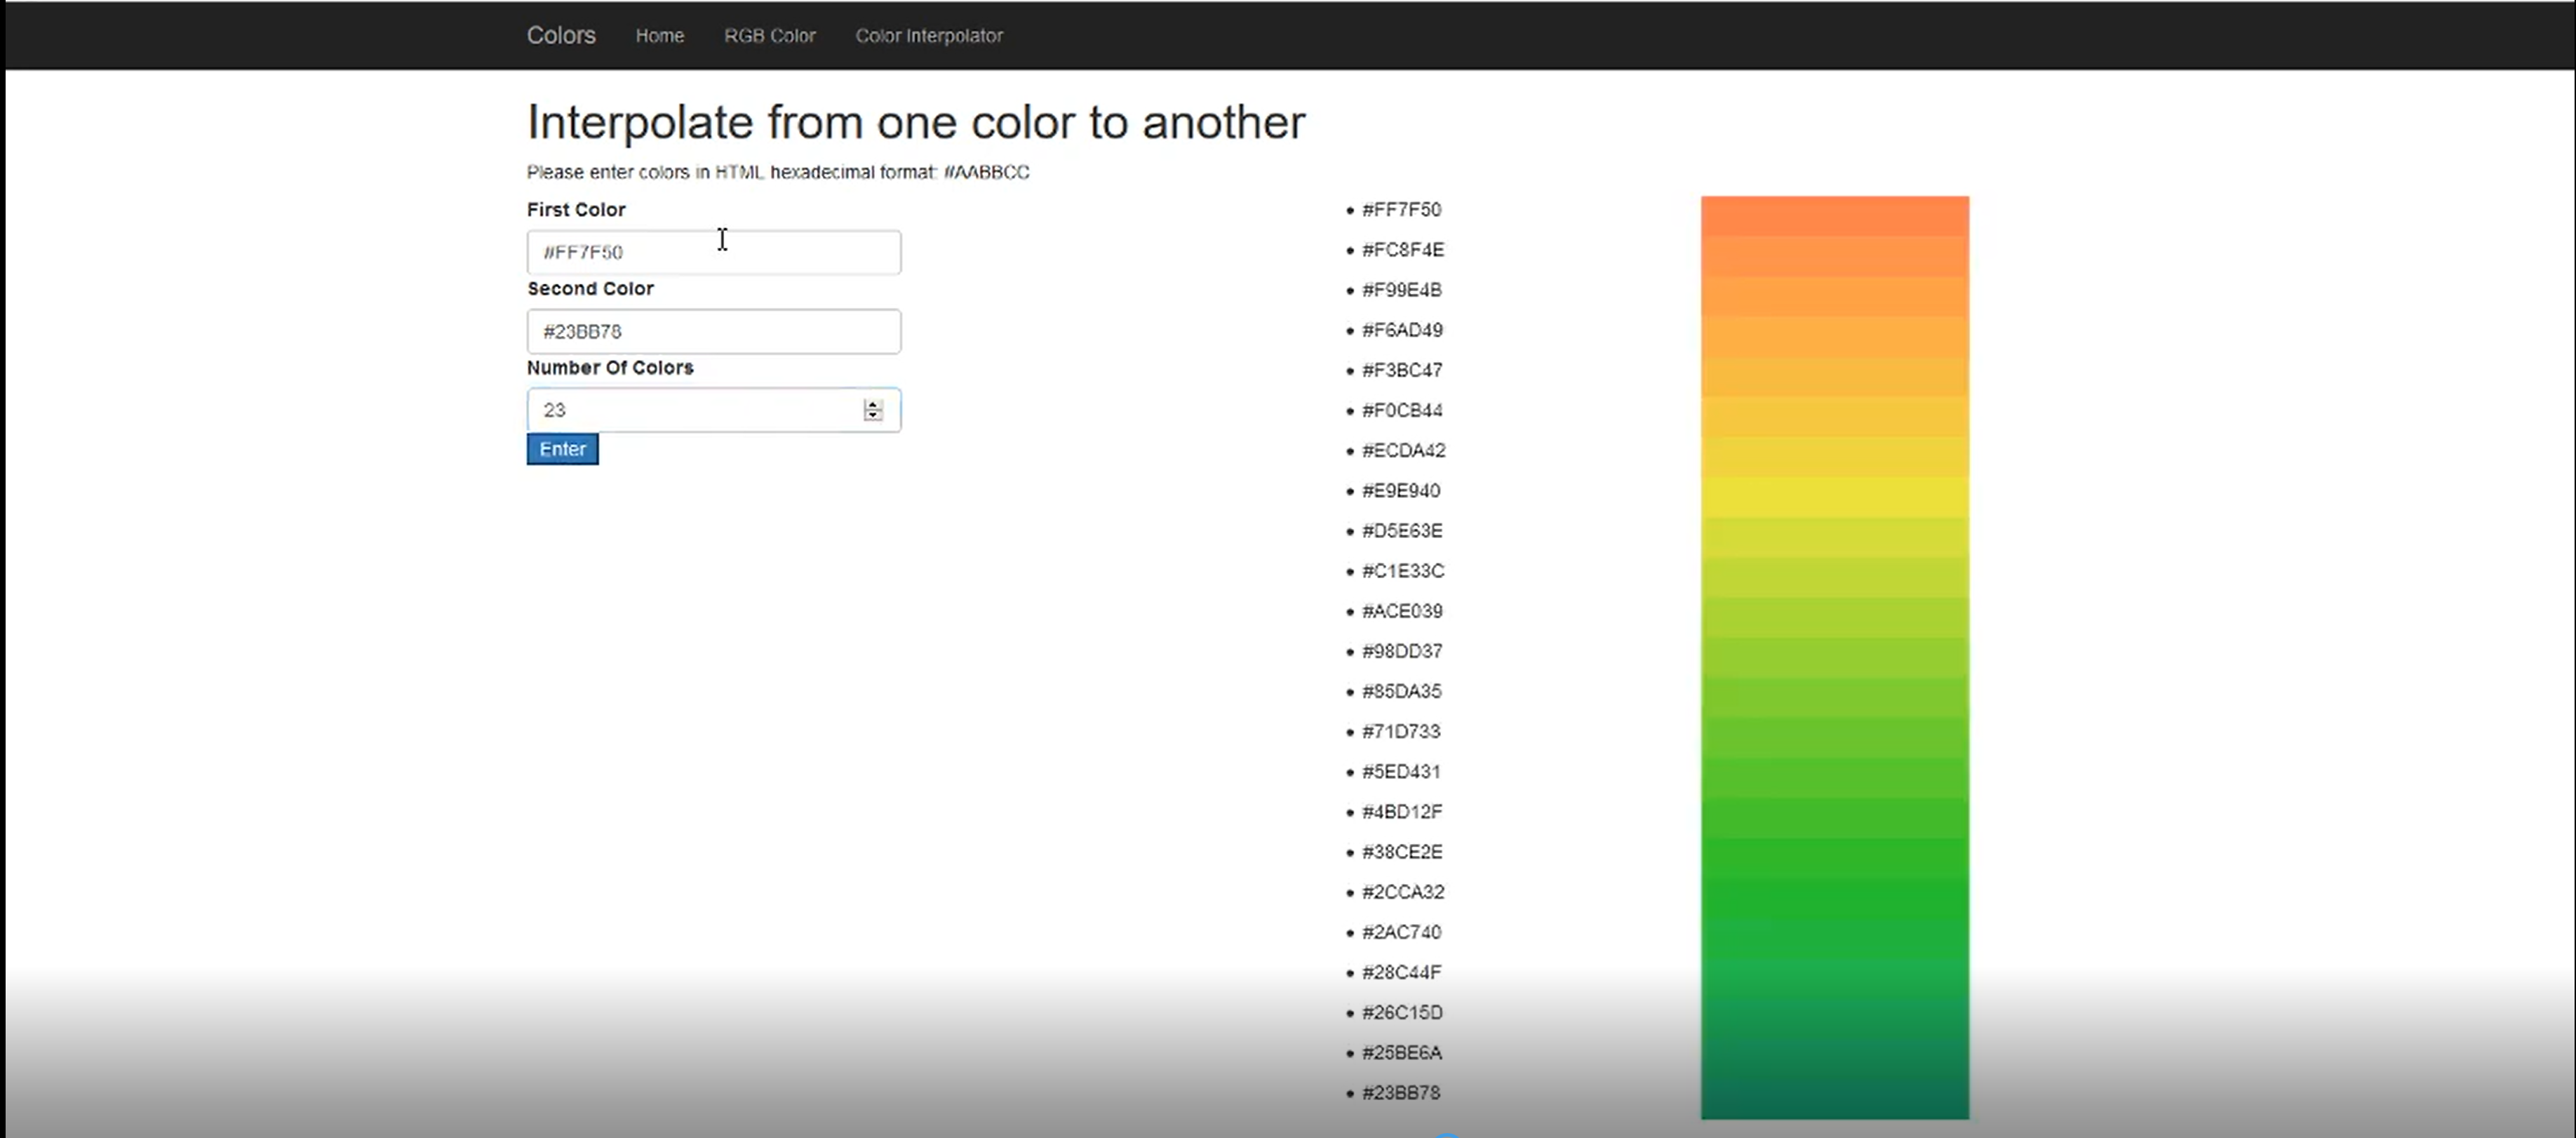 Colors Home RGB Color Color Interpolator
Interpolate from one color to another
Please enter colors in HTML hexadecimal format: #AABBCC
First Color
#FF7F50
Second Color
#23BB78
Number Of Colors
23
Enter
#FF7F50
#FC8F4E
#F99E4B
#F6AD49
#F3BC47
#F0CB44
#ECDA42
#E9E940
#D5E63E
#C1E33C
#ACE039
#98DD37
#85DA35
#71D733
#5ED431
#4BD12F
#38CE2E
#2CCA32
#2AC740
#28C44F
#26C15D
#25BE6A
#23BB78